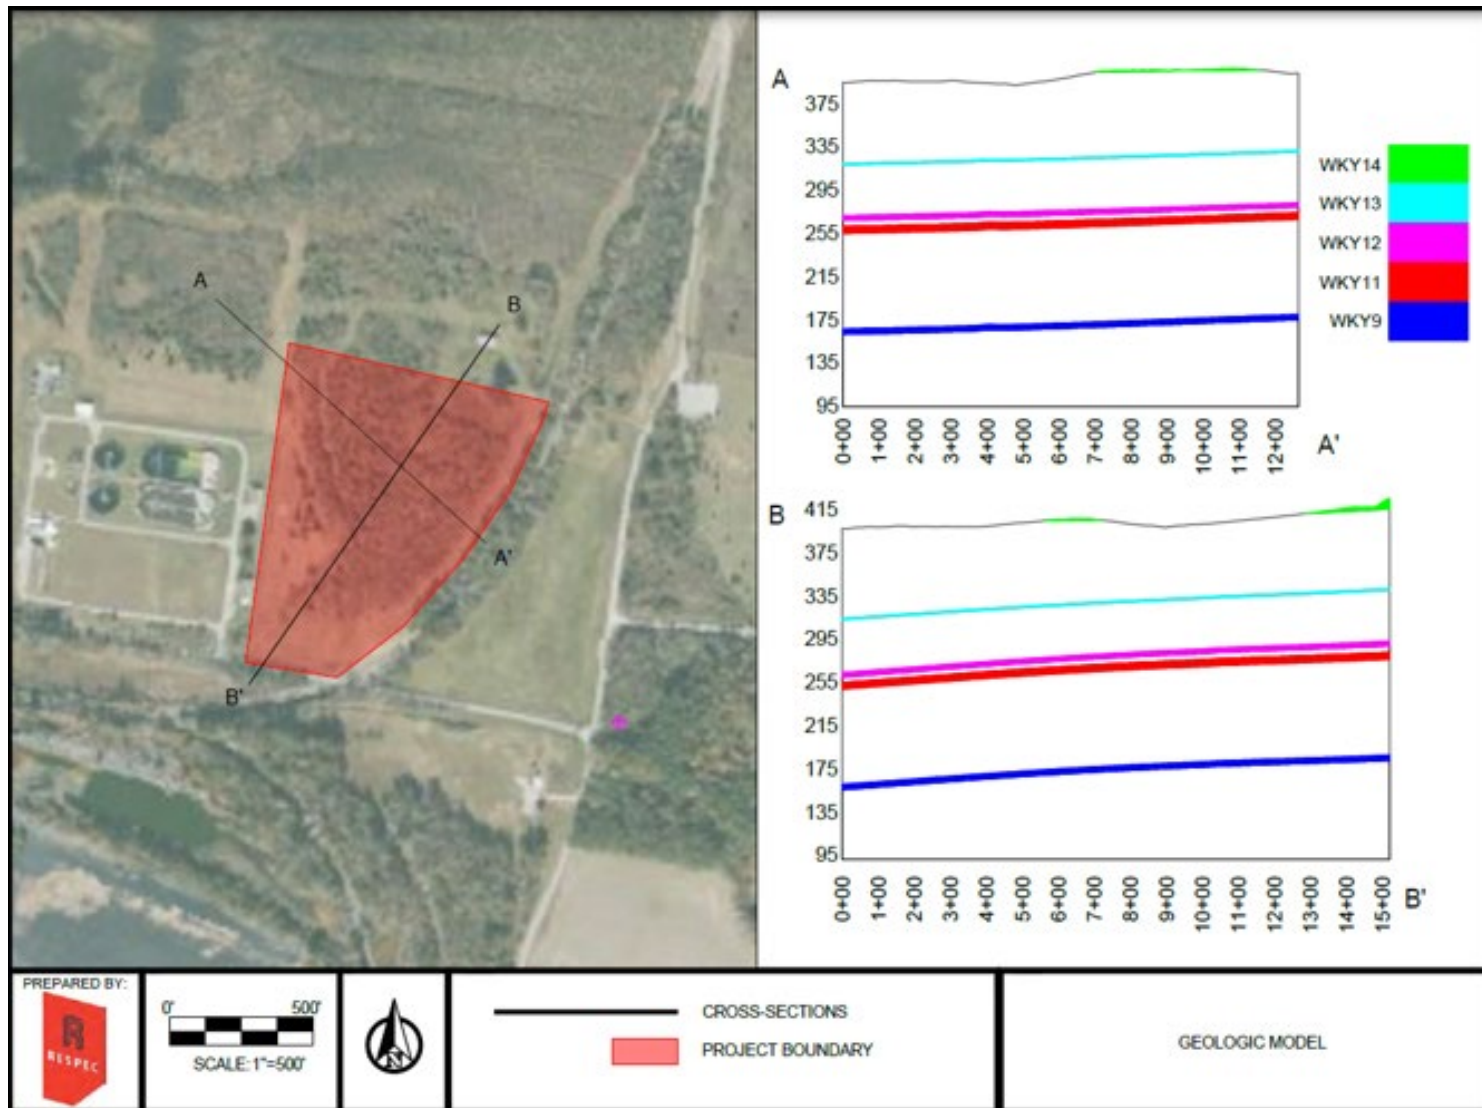 A
B
A'
B'
A
375
335
295
255
215
175
135
95
0+00
1+00
2+00
3+00
4+00
5+00
6+00
7+00
8+00
9+00
10+00
11+00
12+00
A'
WKY14
WKY13
WKY12
WKY11
WKY9
B
415
375
335
295
255
215
175
135
95
0+00
1+00
2+00
3+00
4+00
5+00
6+00
7+00
8+00
9+00
10+00
11+00
12+00
13+00
14+00
15+00
B'
PREPARED BY:
R
RESPEC
0' 500'
SCALE: 1"=500'
N
CROSS-SECTIONS
PROJECT BOUNDARY
GEOLOGIC MODEL